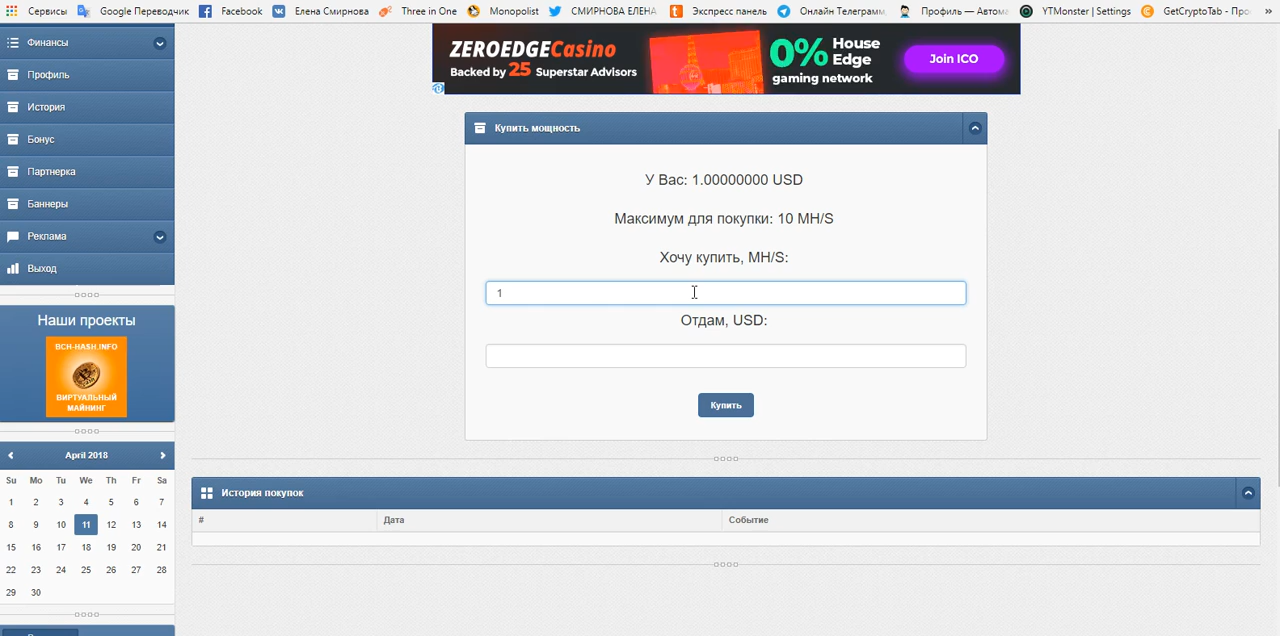 Сервисы Google Переводчик Facebook Елена Смирнова Three in One Monopolist СМИРНОВА ЕЛЕНА Экспресс панель Онлайн Телеграмм Профиль — Автома YTMonster | Settings GetCryptoTab - Про »
Финансы
Профиль
История
Бонус
Партнерка
Баннеры
Реклама
Выход
ZEROEDGECasino
Backed by 25 Superstar Advisors
0% House Edge
gaming network
Join ICO
Купить мощность
У Вас: 1.00000000 USD
Максимум для покупки: 10 MH/S
Хочу купить, MH/S:
1
Отдам, USD:
Купить
Наши проекты
BCH-HASH.INFO
ВИРТУАЛЬНЫЙ
МАЙНИНГ
April 2018
Su Mo Tu We Th Fr Sa
1 2 3 4 5 6 7
8 9 10 11 12 13 14
15 16 17 18 19 20 21
22 23 24 25 26 27 28
29 30
История покупок
# Дата Событие